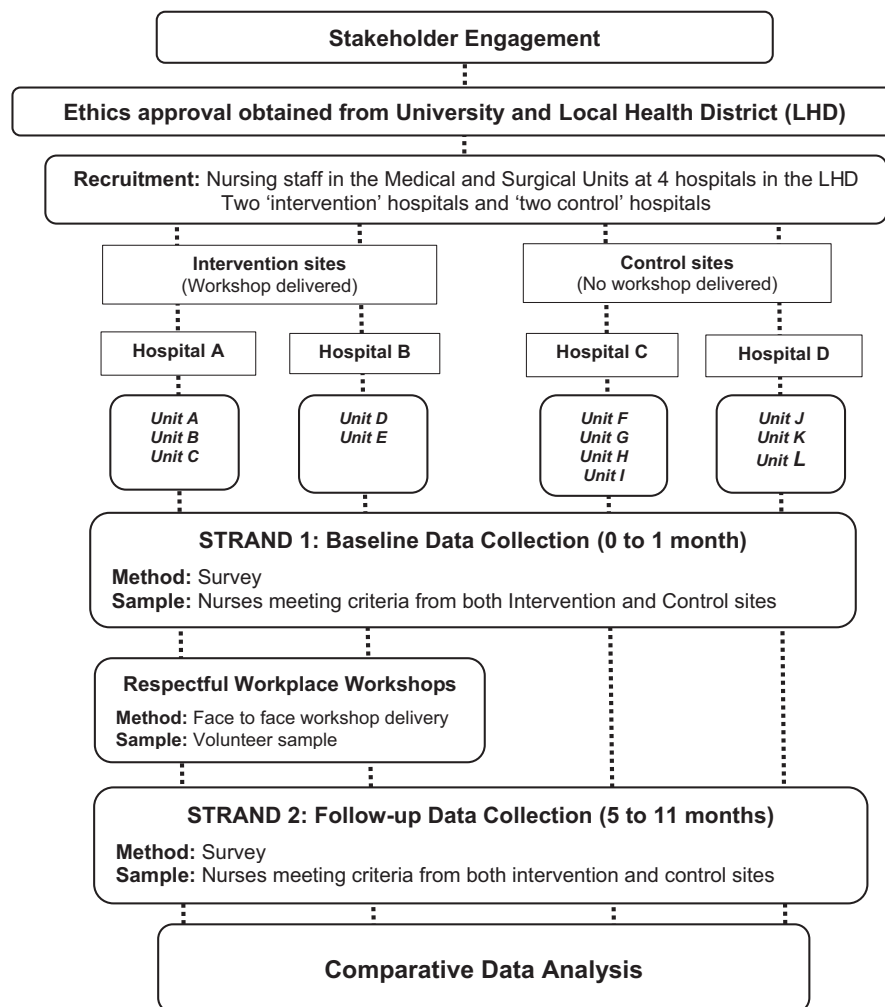 Stakeholder Engagement
Ethics approval obtained from University and Local Health District (LHD)
Recruitment: Nursing staff in the Medical and Surgical Units at 4 hospitals in the LHD
Two ‘intervention’ hospitals and ‘two control’ hospitals
Intervention sites
(Workshop delivered)
Control sites
(No workshop delivered)
Hospital A
Hospital B
Hospital C
Hospital D
Unit A
Unit B
Unit C
Unit D
Unit E
Unit F
Unit G
Unit H
Unit I
Unit J
Unit K
Unit L
STRAND 1: Baseline Data Collection (0 to 1 month)
Method: Survey
Sample: Nurses meeting criteria from both Intervention and Control sites
Respectful Workplace Workshops
Method: Face to face workshop delivery
Sample: Volunteer sample
STRAND 2: Follow-up Data Collection (5 to 11 months)
Method: Survey
Sample: Nurses meeting criteria from both intervention and control sites
Comparative Data Analysis